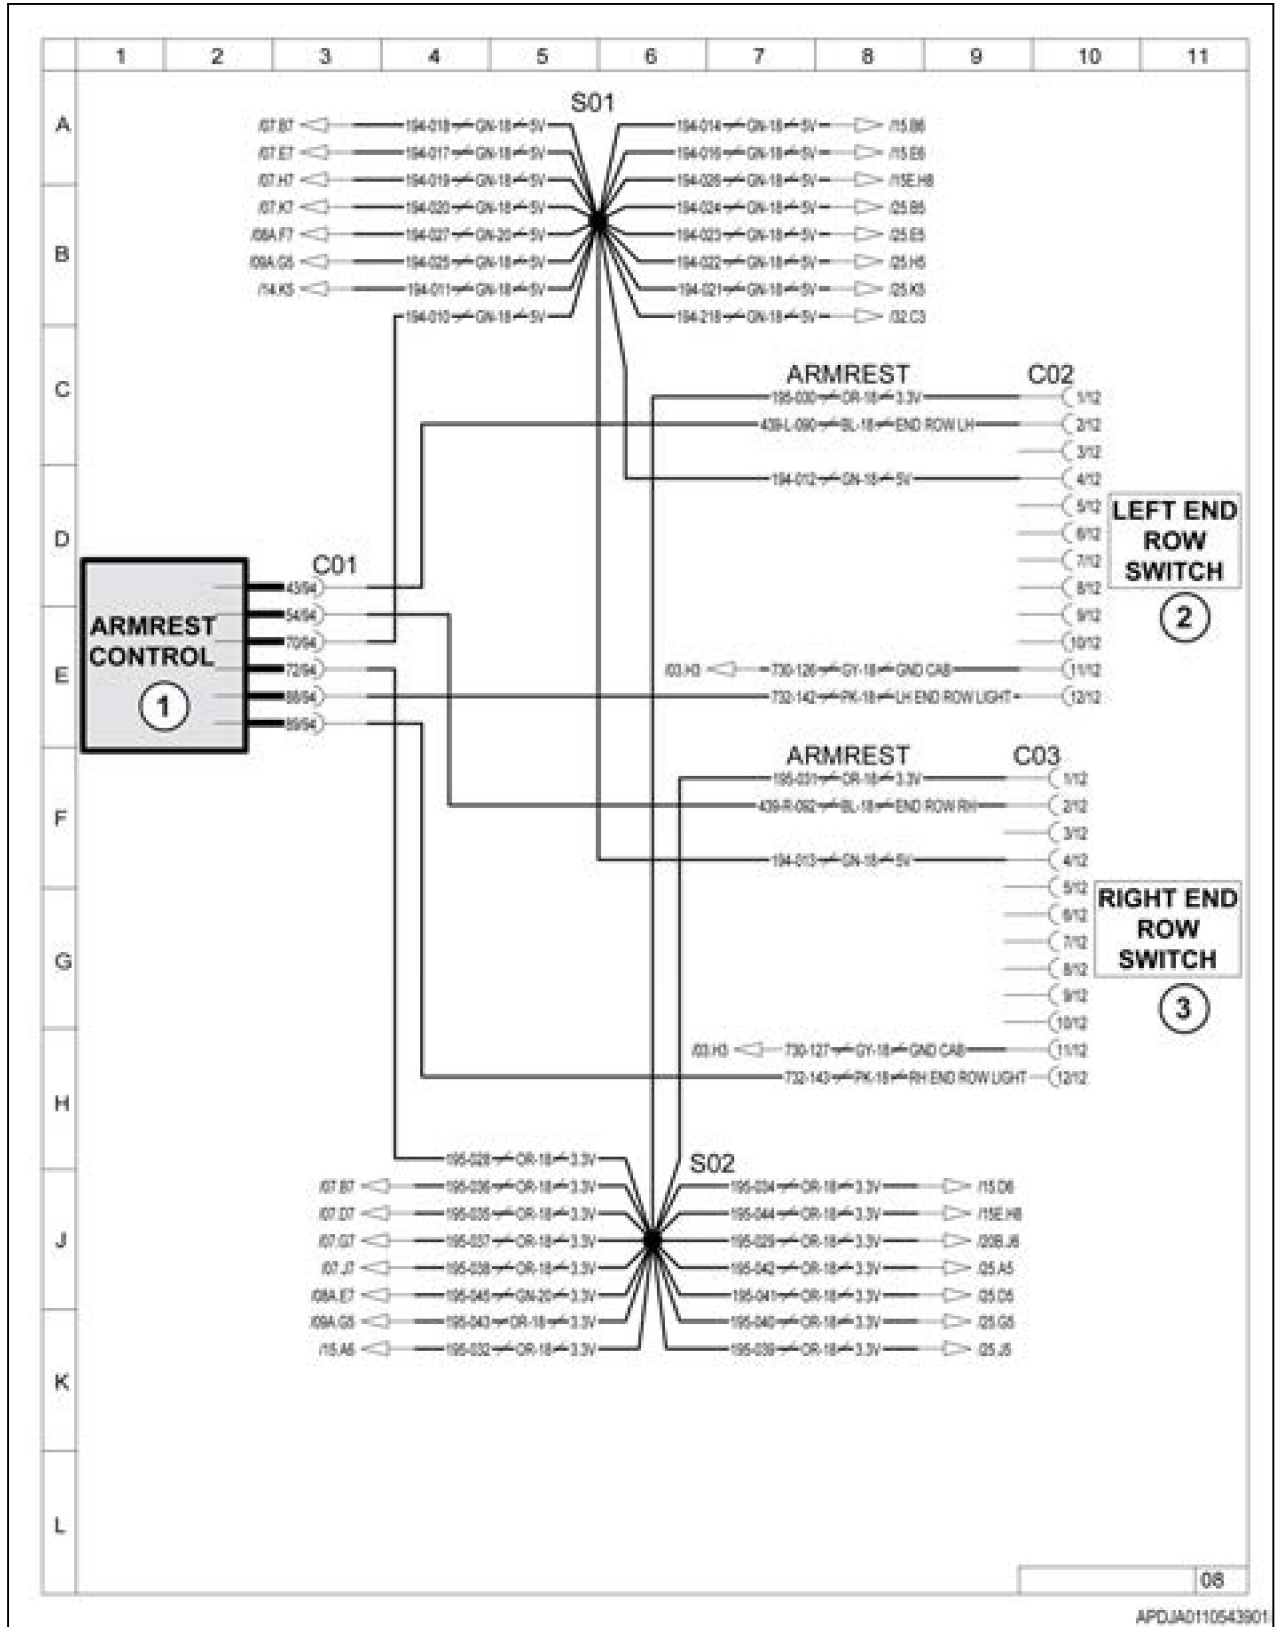 1 2 3 4 5 6 7 8 9 10 11
A
S01
/07.B7 194-018 GN-18 5V 194-014 GN-18 5V /15.B6
/07.E7 194-017 GN-18 5V 194-016 GN-18 5V /15.E6
/07.H7 194-019 GN-18 5V 194-026 GN-18 5V /15E.H8
/07.K7 194-020 GN-18 5V 194-024 GN-18 5V /25.B5
B
/08A.F7 194-027 GN-20 5V 194-023 GN-18 5V /25.E5
/09A.G5 194-025 GN-18 5V 194-022 GN-18 5V /25.H5
/14.K5 194-011 GN-18 5V 194-021 GN-18 5V /25.K5
194-010 GN-18 5V 194-218 GN-18 5V /32.C3
C
ARMREST C02
195-030 OR-18 3.3V 1/12
439-L-090 BL-18 END ROW LH 2/12
3/12
194-012 GN-18 5V 4/12
5/12
D
6/12
7/12
8/12
9/12
10/12
LEFT END
ROW
SWITCH
2
C01
43/94
54/94
70/94
72/94
88/94
89/94
ARMREST
CONTROL
1
E
/03.H3 730-126 GY-18 GND CAB 11/12
732-142 PK-18 LH END ROW LIGHT 12/12
ARMREST C03
195-031 OR-18 3.3V 1/12
F
439-R-092 BL-18 END ROW RH 2/12
3/12
194-013 GN-18 5V 4/12
5/12
6/12
G
7/12
8/12
9/12
10/12
RIGHT END
ROW
SWITCH
3
/03.H3 730-127 GY-18 GND CAB 11/12
732-143 PK-18 RH END ROW LIGHT 12/12
H
195-028 OR-18 3.3V
S02
/07.B7 195-036 OR-18 3.3V 195-034 OR-18 3.3V /15.D6
/07.D7 195-035 OR-18 3.3V 195-044 OR-18 3.3V /15E.H8
J
/07.G7 195-037 OR-18 3.3V 195-029 OR-18 3.3V /20B.J6
/07.J7 195-038 OR-18 3.3V 195-042 OR-18 3.3V /25.A5
/08A.E7 195-045 GN-20 3.3V 195-041 OR-18 3.3V /25.D5
/09A.G5 195-043 OR-18 3.3V 195-040 OR-18 3.3V /25.G5
/15.A6 195-032 OR-18 3.3V 195-039 OR-18 3.3V /25.J5
K
L
08
APDJA0110543901